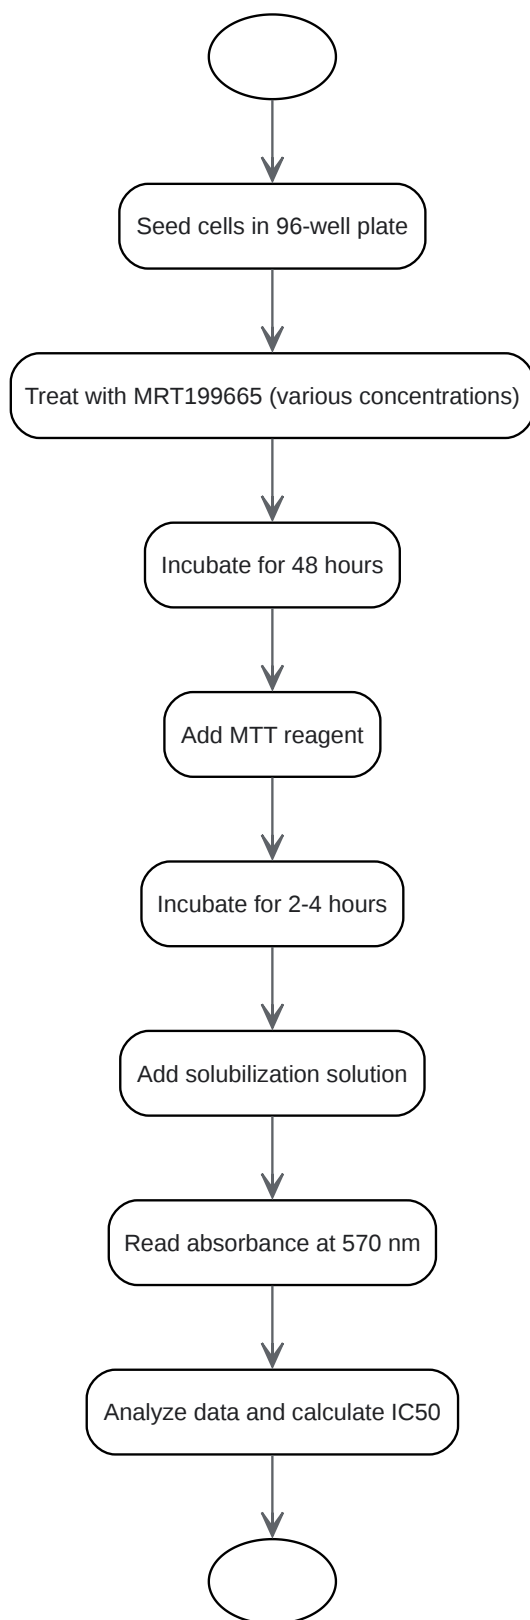 Seed cells in 96-well plate
Treat with MRT199665 (various concentrations)
Incubate for 48 hours
Add MTT reagent
Incubate for 2-4 hours
Add solubilization solution
Read absorbance at 570 nm
Analyze data and calculate IC50